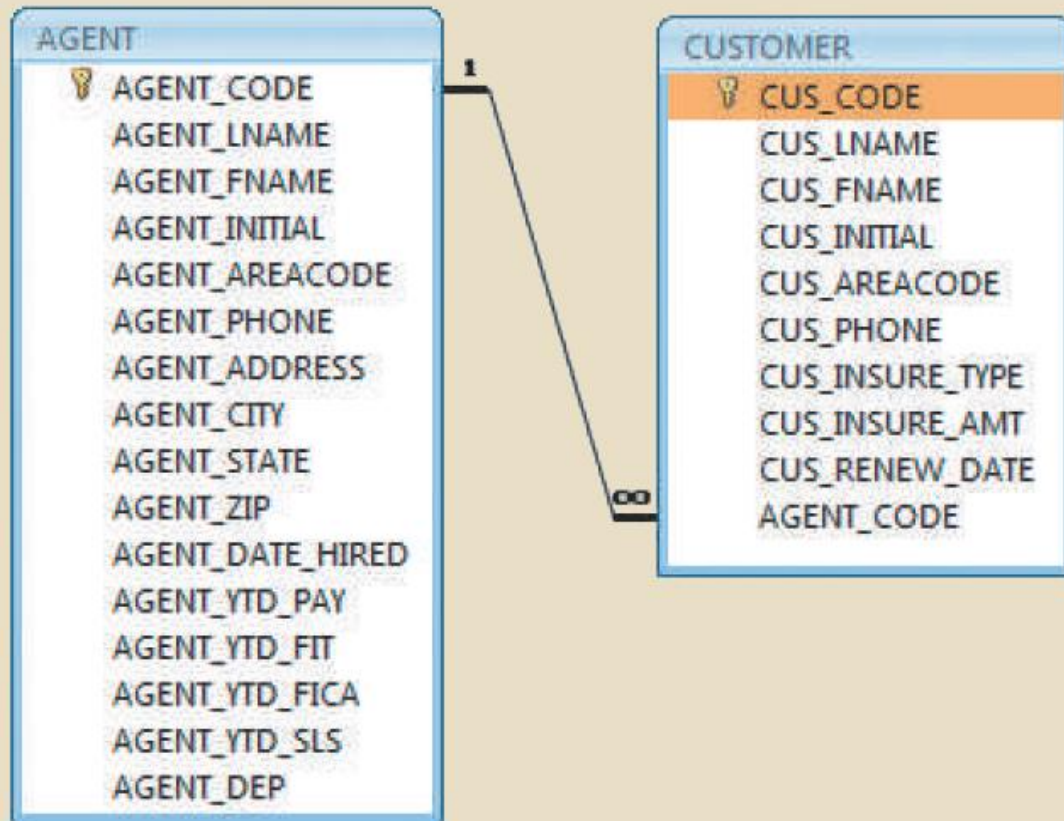 AGENT
AGENT_CODE
AGENT_LNAME
AGENT_FNAME
AGENT_INITIAL
AGENT_AREACODE
AGENT_PHONE
AGENT_ADDRESS
AGENT_CITY
AGENT_STATE
AGENT_ZIP
AGENT_DATE_HIRED
AGENT_YTD_PAY
AGENT_YTD_FIT
AGENT_YTD_FICA
AGENT_YTD_SLS
AGENT_DEP
1
∞
CUSTOMER
CUS_CODE
CUS_LNAME
CUS_FNAME
CUS_INITIAL
CUS_AREACODE
CUS_PHONE
CUS_INSURE_TYPE
CUS_INSURE_AMT
CUS_RENEW_DATE
AGENT_CODE